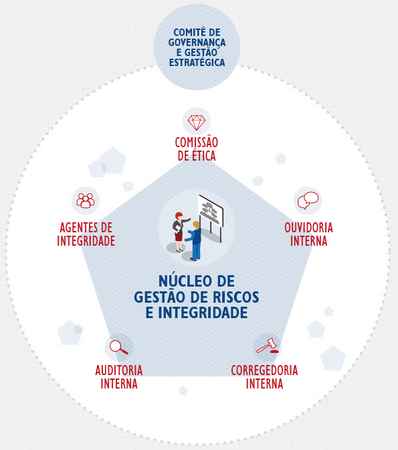 COMITÊ DE
GOVERNANÇA
E GESTÃO
ESTRATÉGICA
COMISSÃO
DE ÉTICA
AGENTES DE
INTEGRIDADE
OUVIDORIA
INTERNA
NÚCLEO DE
GESTÃO DE RISCOS
E INTEGRIDADE
AUDITORIA
INTERNA
CORREGEDORIA
INTERNA